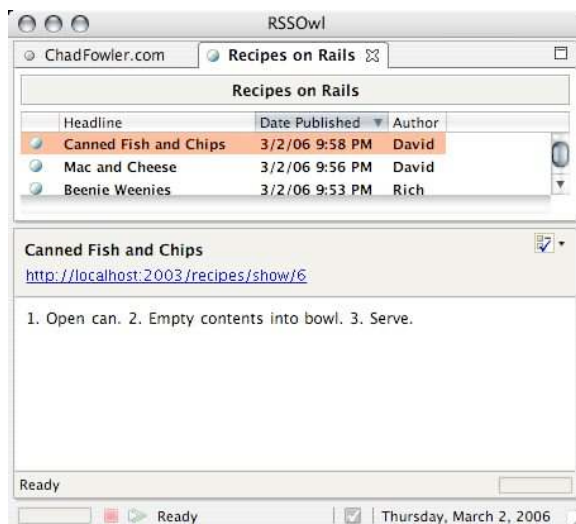 RSSOwl
ChadFowler.com Recipes on Rails
Recipes on Rails
Headline Date Published Author
Canned Fish and Chips 3/2/06 9:58 PM David
Mac and Cheese 3/2/06 9:56 PM David
Beenie Weenies 3/2/06 9:53 PM Rich
Canned Fish and Chips
http://localhost:2003/recipes/show/6
1. Open can. 2. Empty contents into bowl. 3. Serve.
Ready
Ready Thursday, March 2, 2006